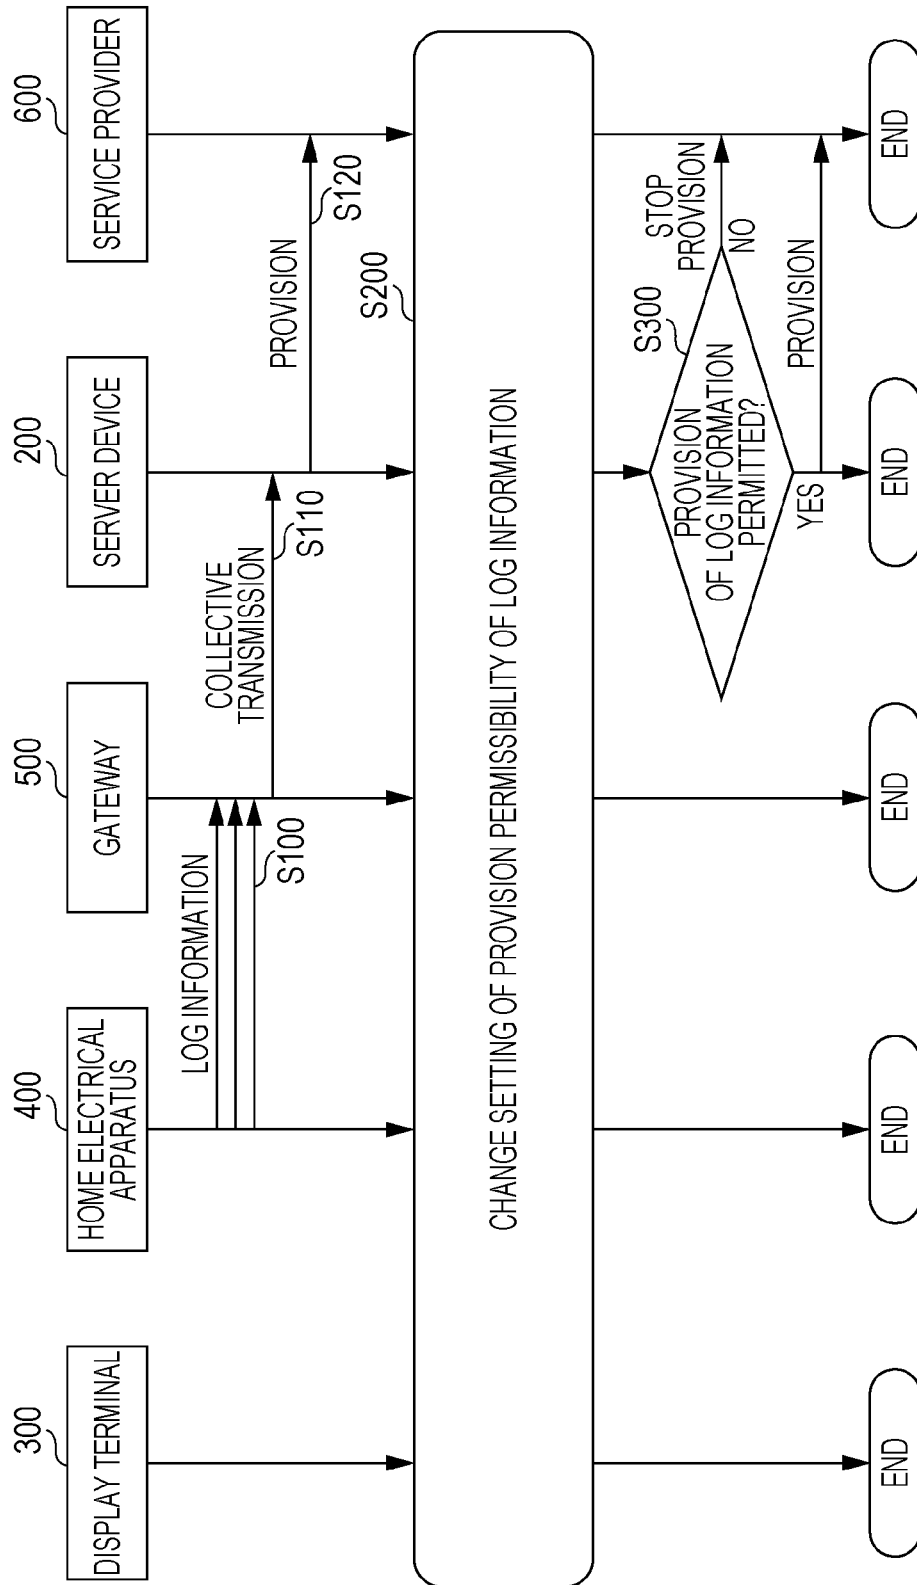 300
DISPLAY TERMINAL
400
HOME ELECTRICAL
APPARATUS
500
GATEWAY
200
SERVER DEVICE
600
SERVICE PROVIDER
LOG INFORMATION
S100
COLLECTIVE
TRANSMISSION
S110
PROVISION
S120
S200
CHANGE SETTING OF PROVISION PERMISSIBILITY OF LOG INFORMATION
S300
PROVISION
OF LOG INFORMATION
PERMITTED?
STOP
PROVISION
NO
YES
PROVISION
END
END
END
END
END